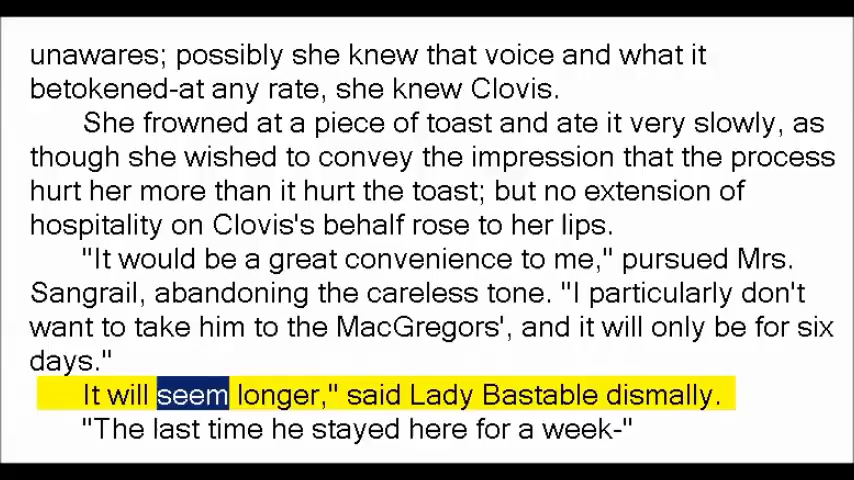 unawares; possibly she knew that voice and what it
betokened-at any rate, she knew Clovis.
She frowned at a piece of toast and ate it very slowly, as
though she wished to convey the impression that the process
hurt her more than it hurt the toast; but no extension of
hospitality on Clovis's behalf rose to her lips.
"It would be a great convenience to me," pursued Mrs.
Sangrail, abandoning the careless tone. "I particularly don't
want to take him to the MacGregors', and it will only be for six
days."
It will seem longer," said Lady Bastable dismally.
"The last time he stayed here for a week-"